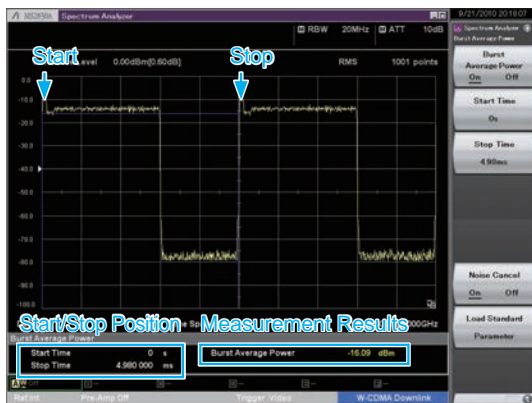 MS2690A Spectrum Analyzer
9/21/2010 20:18:07
RBW 20MHz ATT 10dB
Spectrum Analyzer
Burst Average Power
Start Stop
evel 0.00dBm[0.60dB] RMS 1001 points
Burst
Average Power
On Off
Start Time
0s
Stop Time
4.98ms
0.0
-10.0
-20.0
-30.0
-40.0
-50.0
-60.0
-70.0
-80.0
-90.0
-100.0
Noise Cancel
On Off
Load Standard
Parameter
Start/Stop Position Measurement Results
000GHz
Burst Average Power
Start Time 0 s
Stop Time 4.980 000 ms
Burst Average Power -16.09 dBm
Ref.Int Pre-Amp Off Trigger Video W-CDMA Downlink